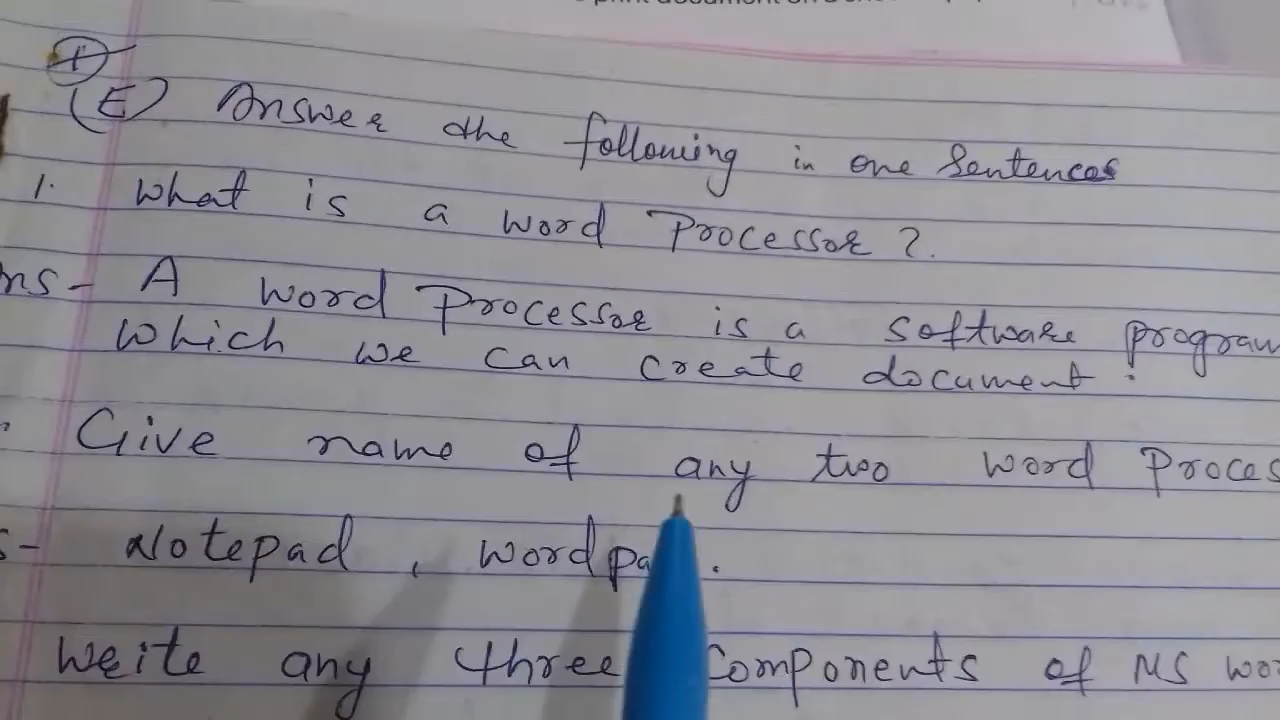 (E) Answer the following in one Sentences
1. What is a word Processor ?
Ans- A word Processor is a software program
which we can create document.
Give name of any two word Proces
s- Notepad , wordpa .
Write any three components of MS wor